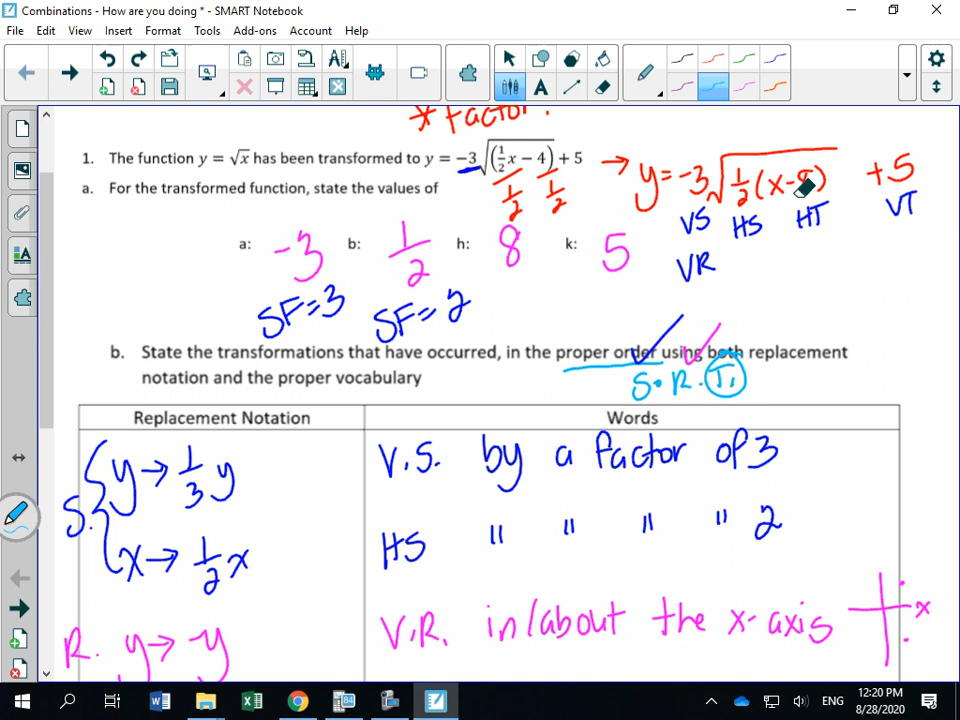 Combinations - How are you doing * - SMART Notebook
File Edit View Insert Format Tools Add-ons Account Help
* factor.
1. The function y = √x has been transformed to y = −3√(½x − 4) + 5
½ ½
→ y = -3√½(x-8) +5
a. For the transformed function, state the values of
VS HS HT VT
VR
a: -3 b: ½ h: 8 k: 5
SF=3 SF=2
b. State the transformations that have occurred, in the proper order using both replacement
notation and the proper vocabulary
S. R. T.
Replacement Notation Words
S. y → ⅓y V.S. by a factor of 3
x → ½x HS " " " " 2
R. y → -y V.R. in/about the x-axis x
ENG
12:20 PM
8/28/2020